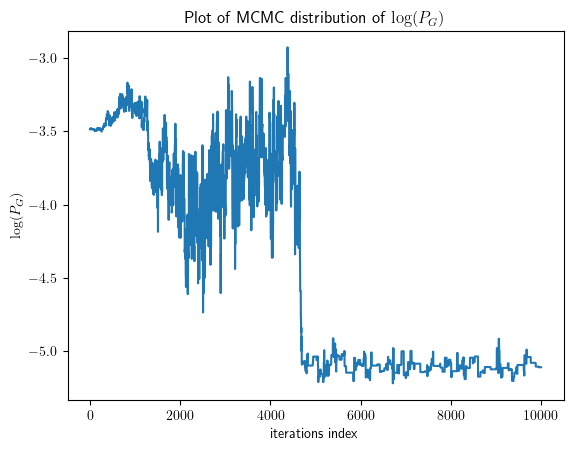 Plot of MCMC distribution of log(P_G)
log(P_G)
−3.0
−3.5
−4.0
−4.5
−5.0
0 2000 4000 6000 8000 10000
iterations index